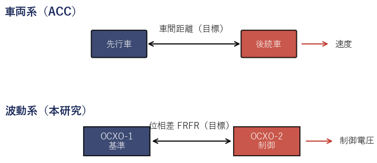 車両系（ACC）
車間距離（目標）
先行車
後続車
速度
波動系（本研究）
位相差 FRFR（目標）
OCXO-1
基準
OCXO-2
制御
制御電圧